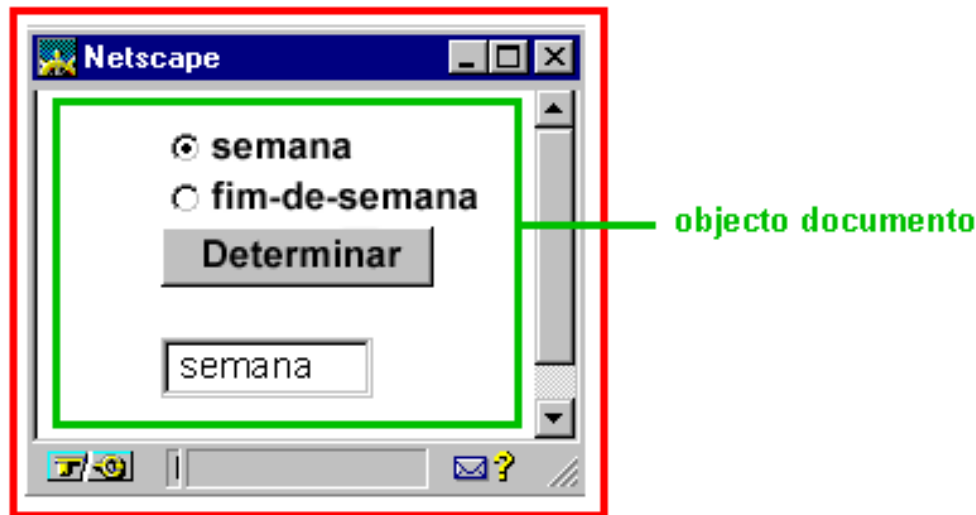 Netscape
semana
fim-de-semana
objecto documento
Determinar
semana
?